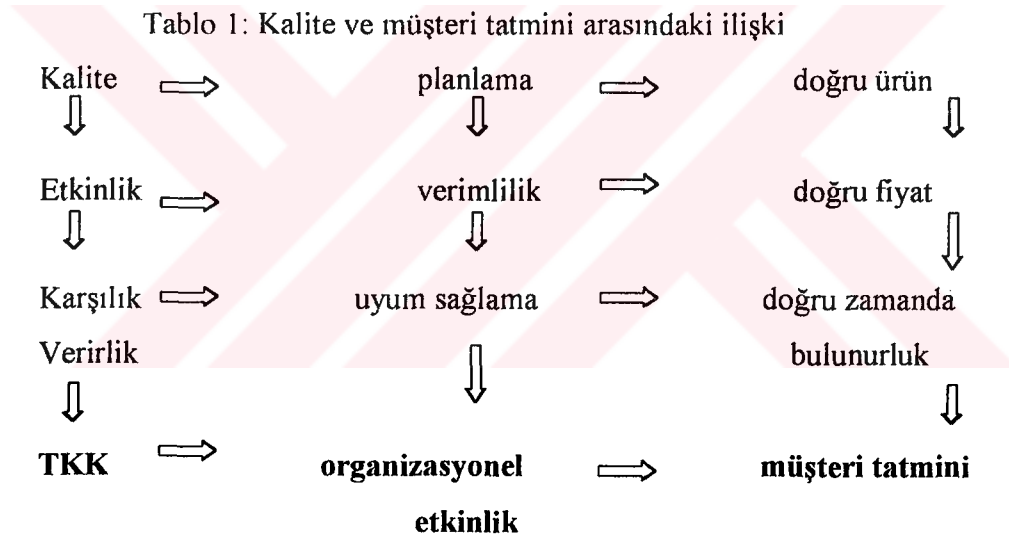 Tablo 1: Kalite ve müşteri tatmini arasındaki ilişki
Kalite planlama doğru ürün
Etkinlik verimlilik doğru fiyat
Karşılık uyum sağlama doğru zamanda
Verirlik bulunurluk
TKK organizasyonel müşteri tatmini
etkinlik